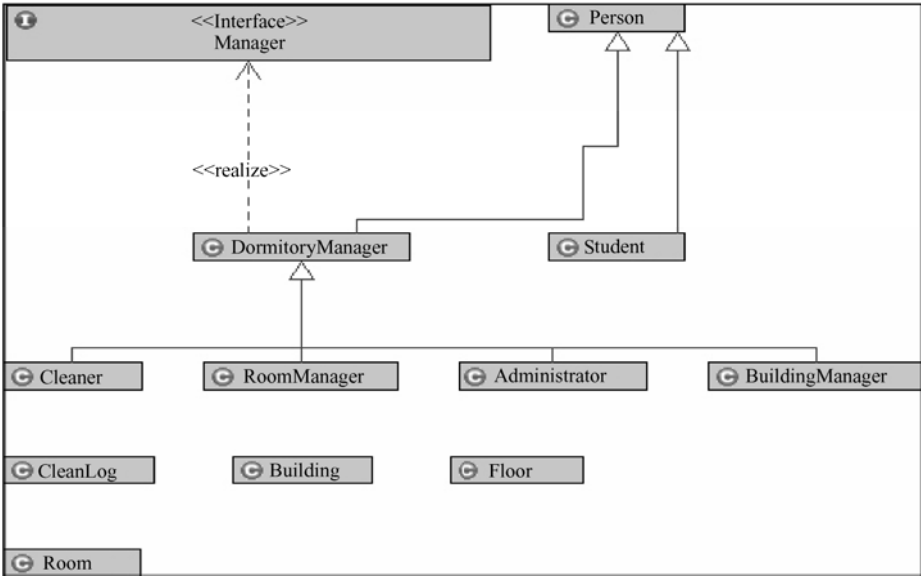 <<Interface>>
Manager
Person
<<realize>>
DormitoryManager
Student
Cleaner
RoomManager
Administrator
BuildingManager
CleanLog
Building
Floor
Room